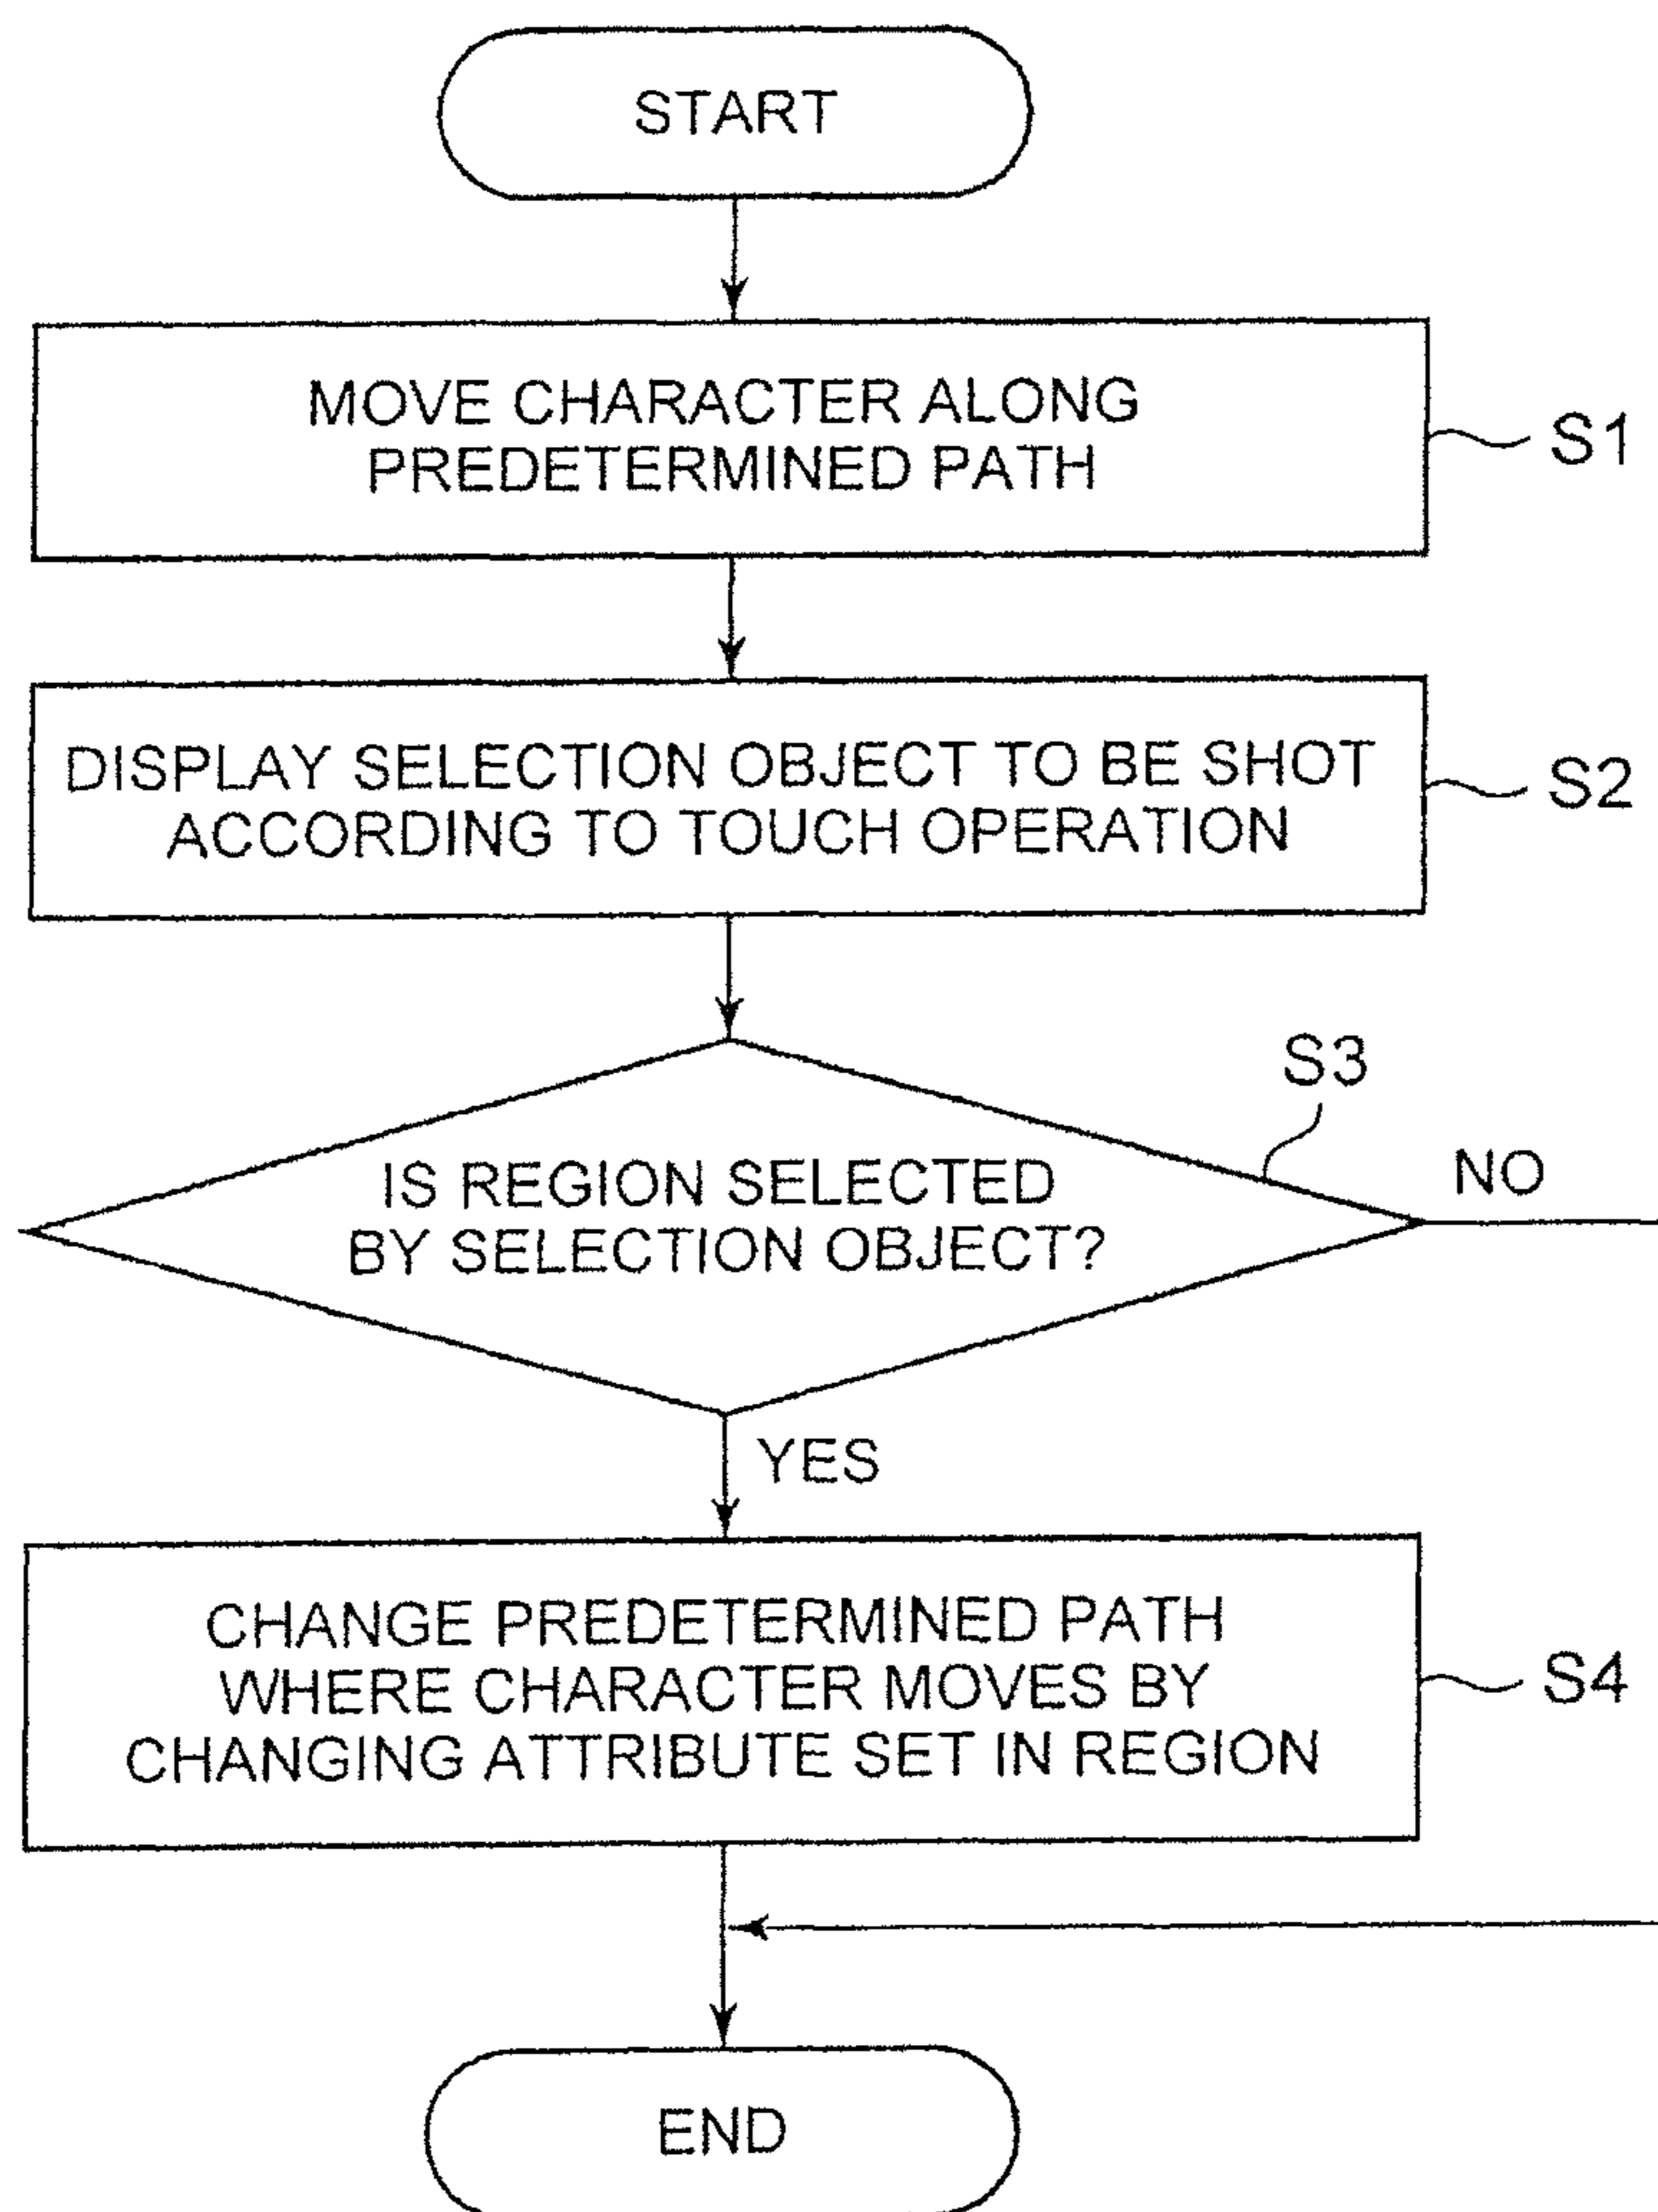 START
MOVE CHARACTER ALONG
PREDETERMINED PATH
S1
DISPLAY SELECTION OBJECT TO BE SHOT
ACCORDING TO TOUCH OPERATION
S2
S3
IS REGION SELECTED
BY SELECTION OBJECT?
NO
YES
CHANGE PREDETERMINED PATH
WHERE CHARACTER MOVES BY
CHANGING ATTRIBUTE SET IN REGION
S4
END